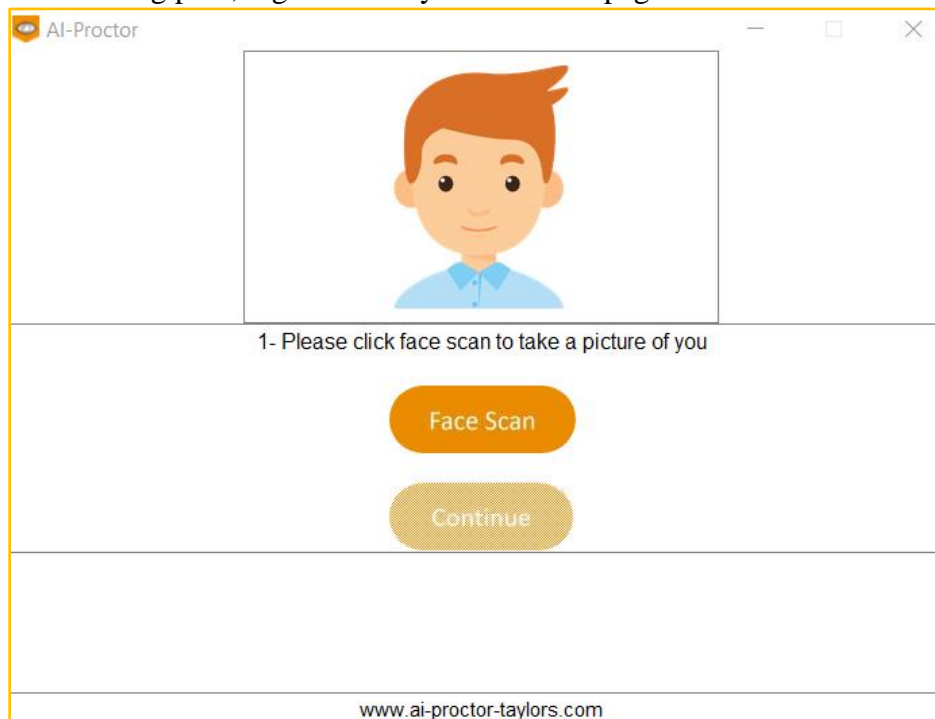 AI-Proctor
1- Please click face scan to take a picture of you
Face Scan
Continue
www.ai-proctor-taylors.com